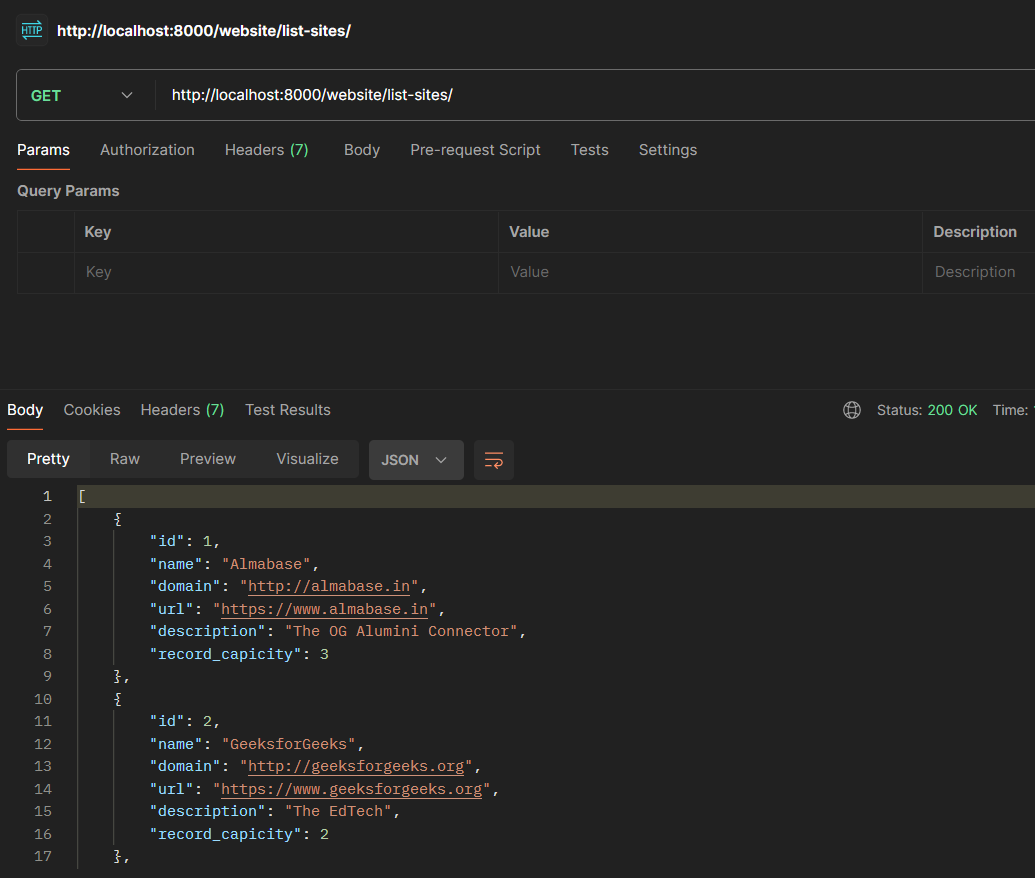 HTTP http://localhost:8000/website/list-sites/
GET http://localhost:8000/website/list-sites/
Params Authorization Headers (7) Body Pre-request Script Tests Settings
Query Params
Key Value Description
Key Value Description
Body Cookies Headers (7) Test Results Status: 200 OK Time:
Pretty Raw Preview Visualize JSON
1 [
2 {
3 "id": 1,
4 "name": "Almabase",
5 "domain": "http://almabase.in",
6 "url": "https://www.almabase.in",
7 "description": "The OG Alumini Connector",
8 "record_capicity": 3
9 },
10 {
11 "id": 2,
12 "name": "GeeksforGeeks",
13 "domain": "http://geeksforgeeks.org",
14 "url": "https://www.geeksforgeeks.org",
15 "description": "The EdTech",
16 "record_capicity": 2
17 },